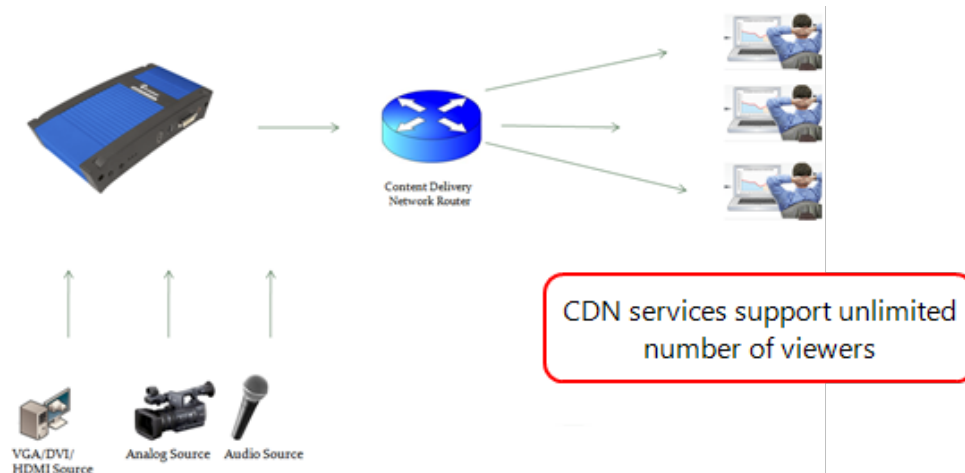 Content Delivery
Network Router
CDN services support unlimited
number of viewers
VGA/DVI/
HDMI Source
Analog Source
Audio Source